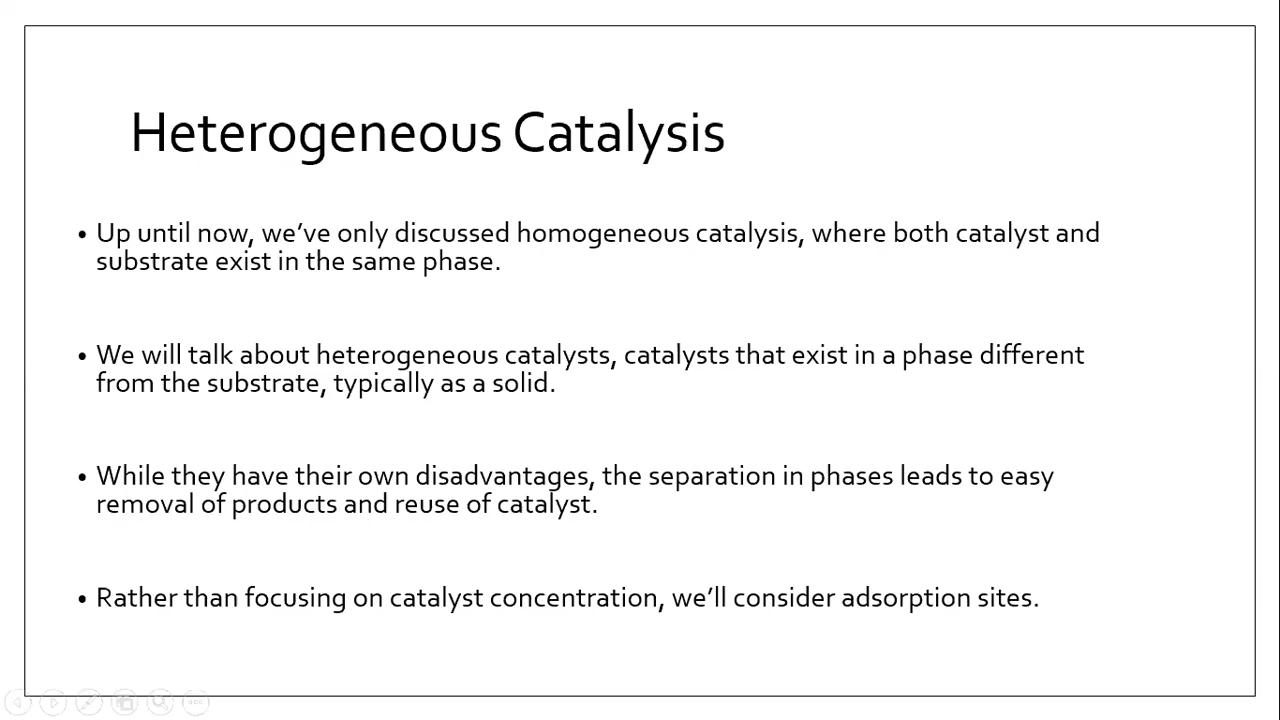 Heterogeneous Catalysis
• Up until now, we’ve only discussed homogeneous catalysis, where both catalyst and
substrate exist in the same phase.
• We will talk about heterogeneous catalysts, catalysts that exist in a phase different
from the substrate, typically as a solid.
• While they have their own disadvantages, the separation in phases leads to easy
removal of products and reuse of catalyst.
• Rather than focusing on catalyst concentration, we’ll consider adsorption sites.